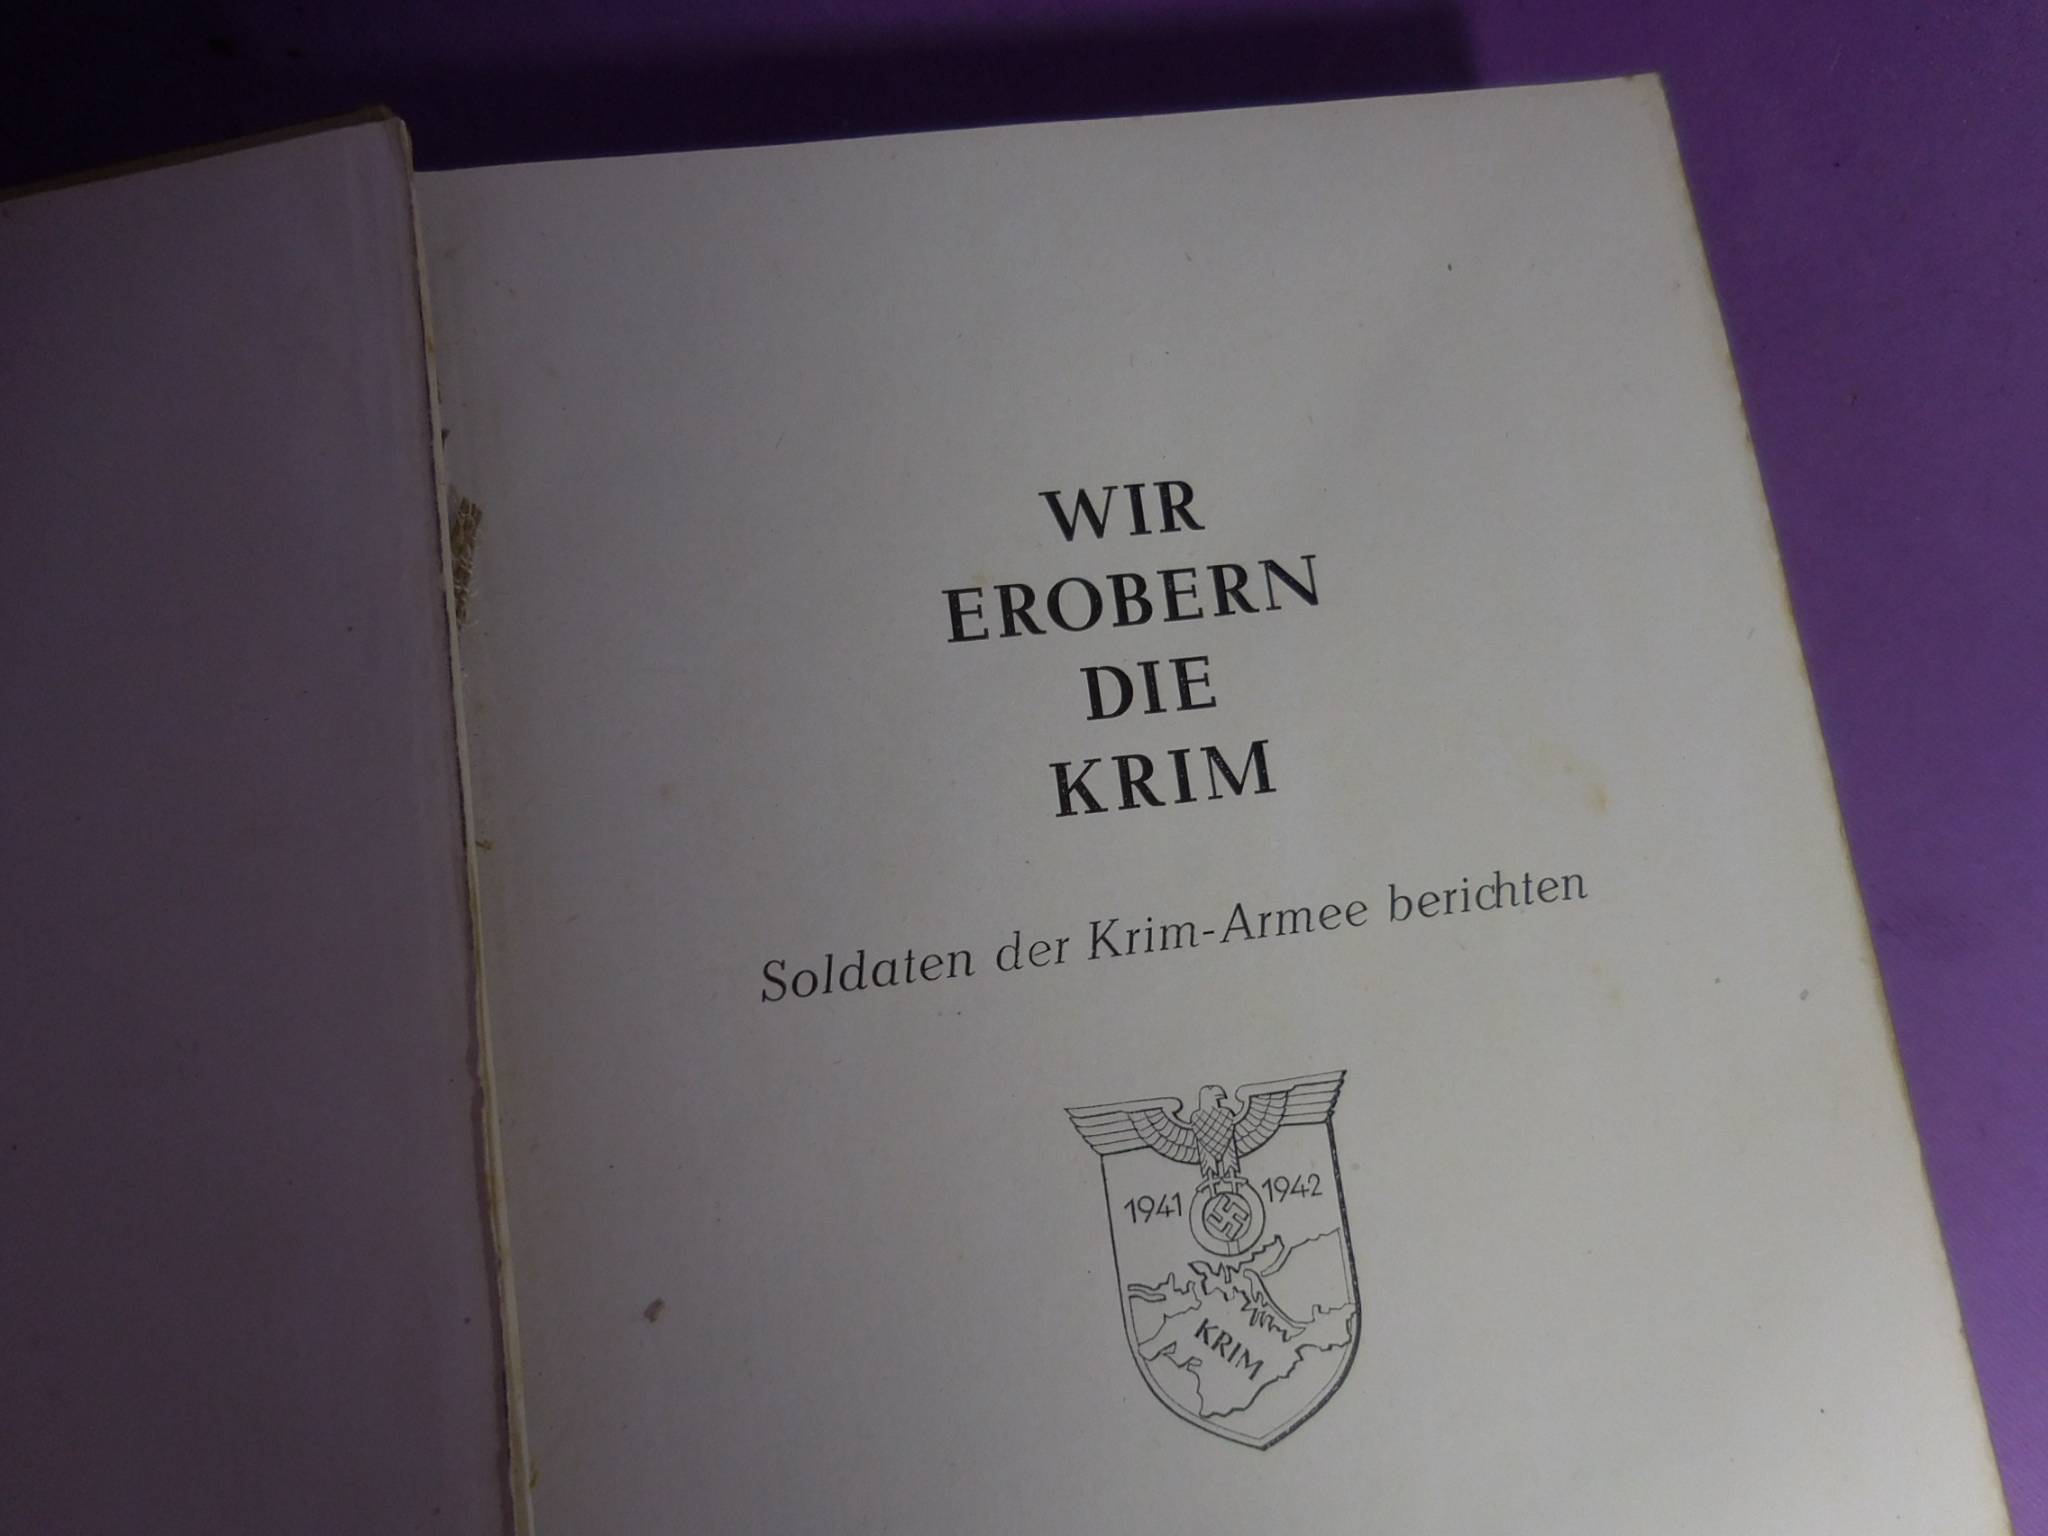 WIR
EROBERN
DIE
KRIM
Soldaten der Krim-Armee berichten
1941 1942
KRIM